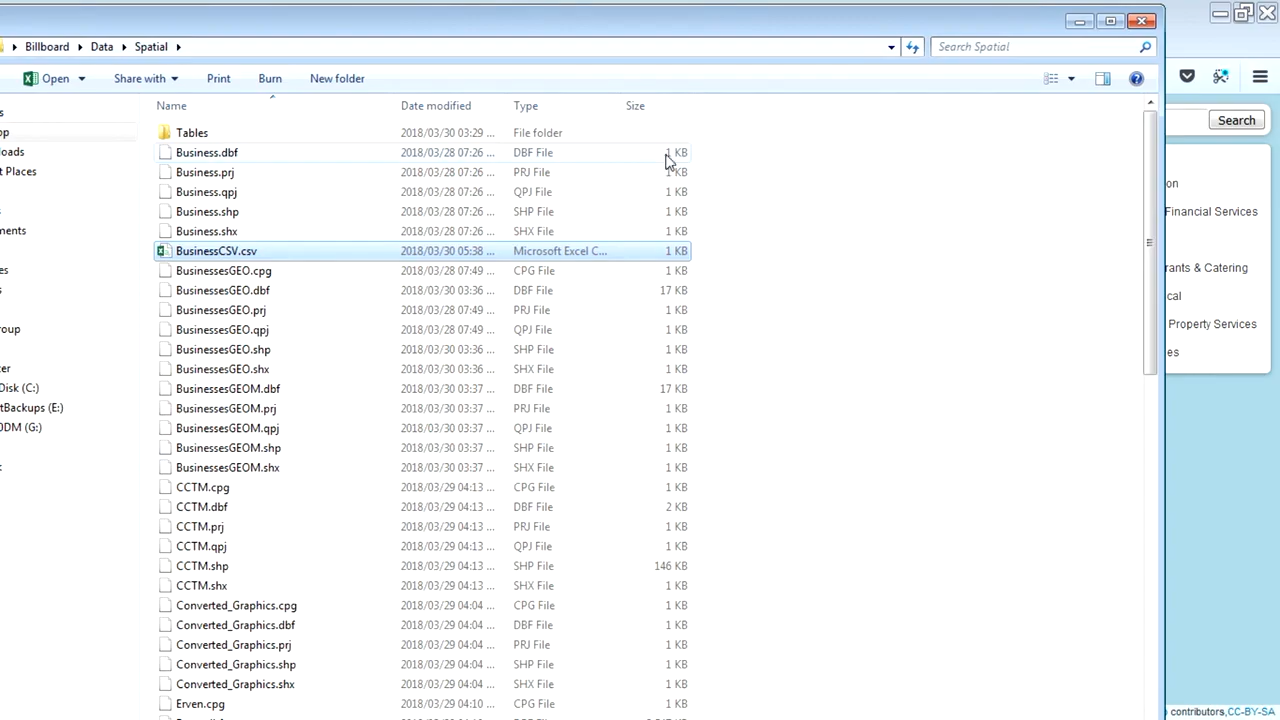 Billboard Data Spatial Search Spatial
Open Share with Print Burn New folder
Search
Name Date modified Type Size
Tables 2018/03/30 03:29 ... File folder
Business.dbf 2018/03/28 07:26 ... DBF File 1 KB
oads
Business.prj 2018/03/28 07:26 ... PRJ File 1 KB
t Places
on
Business.qpj 2018/03/28 07:26 ... QPJ File 1 KB
Business.shp 2018/03/28 07:26 ... SHP File 1 KB
Financial Services
Business.shx 2018/03/28 07:26 ... SHX File 1 KB
ments
BusinessCSV.csv 2018/03/30 05:38 ... Microsoft Excel C... 1 KB
BusinessesGEO.cpg 2018/03/28 07:49 ... CPG File 1 KB
es
rants & Catering
BusinessesGEO.dbf 2018/03/30 03:36 ... DBF File 17 KB
cal
BusinessesGEO.prj 2018/03/28 07:49 ... PRJ File 1 KB
BusinessesGEO.qpj 2018/03/28 07:49 ... QPJ File 1 KB
roup
Property Services
BusinessesGEO.shp 2018/03/30 03:36 ... SHP File 1 KB
es
BusinessesGEO.shx 2018/03/30 03:36 ... SHX File 1 KB
ter
BusinessesGEOM.dbf 2018/03/30 03:37 ... DBF File 17 KB
Disk (C:)
BusinessesGEOM.prj 2018/03/30 03:37 ... PRJ File 1 KB
tBackups (E:)
BusinessesGEOM.qpj 2018/03/30 03:37 ... QPJ File 1 KB
0DM (G:)
BusinessesGEOM.shp 2018/03/30 03:37 ... SHP File 1 KB
BusinessesGEOM.shx 2018/03/30 03:37 ... SHX File 1 KB
CCTM.cpg 2018/03/29 04:13 ... CPG File 1 KB
CCTM.dbf 2018/03/29 04:13 ... DBF File 2 KB
CCTM.prj 2018/03/29 04:13 ... PRJ File 1 KB
CCTM.qpj 2018/03/29 04:13 ... QPJ File 1 KB
CCTM.shp 2018/03/29 04:13 ... SHP File 146 KB
CCTM.shx 2018/03/29 04:13 ... SHX File 1 KB
Converted_Graphics.cpg 2018/03/29 04:04 ... CPG File 1 KB
Converted_Graphics.dbf 2018/03/29 04:04 ... DBF File 1 KB
Converted_Graphics.prj 2018/03/29 04:04 ... PRJ File 1 KB
Converted_Graphics.shp 2018/03/29 04:04 ... SHP File 1 KB
Converted_Graphics.shx 2018/03/29 04:04 ... SHX File 1 KB
Erven.cpg 2018/03/29 04:10 ... CPG File 1 KB
contributors,CC-BY-SA